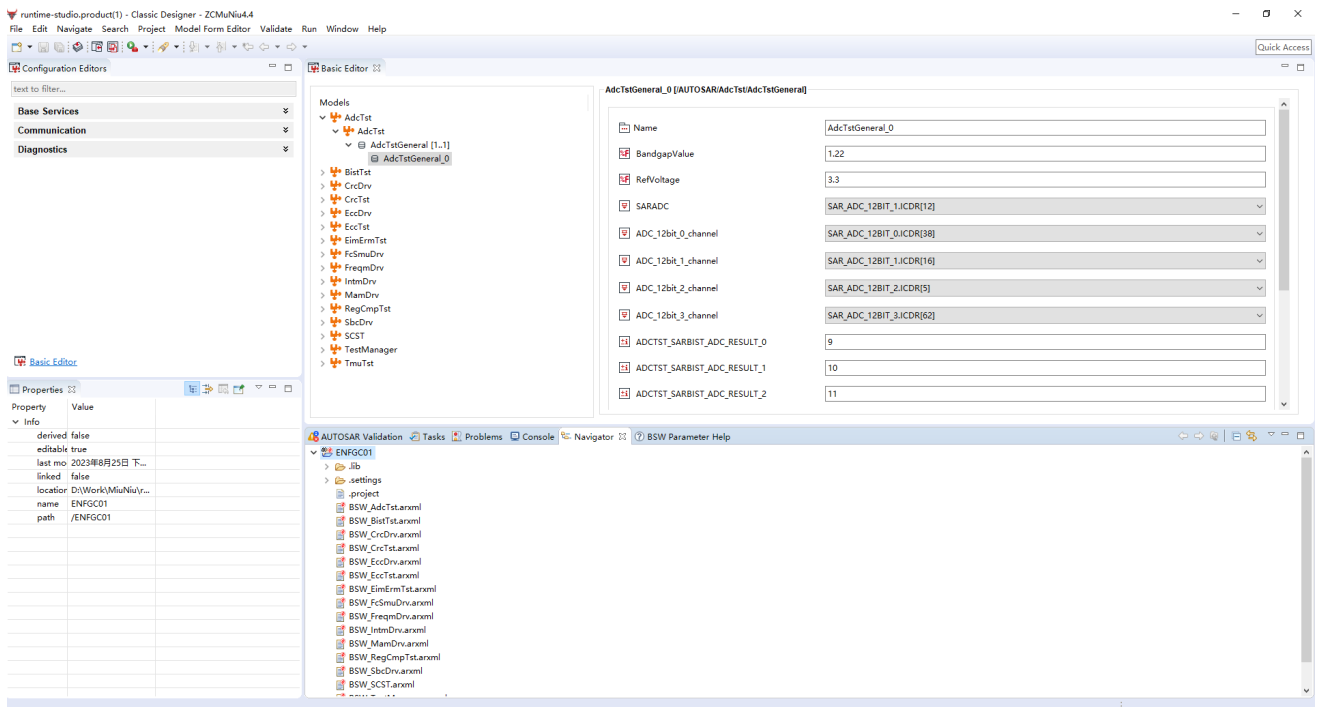 runtime-studio.product(1) - Classic Designer - ZCMuNiu4.4
File Edit Navigate Search Project Model Form Editor Validate Run Window Help
Quick Access
Configuration Editors
text to filter...
Base Services
Communication
Diagnostics
Basic Editor
Properties
Property Value
Info
derived false
editable true
last mo 2023年8月25日 下...
linked false
location D:\Work\MiuNiu\r...
name ENFGC01
path /ENFGC01
Basic Editor
Models
AdcTst
AdcTst
AdcTstGeneral [1..1]
AdcTstGeneral_0
BistTst
CrcDrv
CrcTst
EccDrv
EccTst
EimErmTst
FcSmuDrv
FreqmDrv
IntmDrv
MamDrv
RegCmpTst
SbcDrv
SCST
TestManager
TmuTst
AdcTstGeneral_0 [/AUTOSAR/AdcTst/AdcTstGeneral]
Name AdcTstGeneral_0
BandgapValue 1.22
RefVoltage 3.3
SARADC SAR_ADC_12BIT_1.ICDR[12]
ADC_12bit_0_channel SAR_ADC_12BIT_0.ICDR[38]
ADC_12bit_1_channel SAR_ADC_12BIT_1.ICDR[16]
ADC_12bit_2_channel SAR_ADC_12BIT_2.ICDR[5]
ADC_12bit_3_channel SAR_ADC_12BIT_3.ICDR[62]
ADCTST_SARBIST_ADC_RESULT_0 9
ADCTST_SARBIST_ADC_RESULT_1 10
ADCTST_SARBIST_ADC_RESULT_2 11
AUTOSAR Validation Tasks Problems Console Navigator BSW Parameter Help
ENFGC01
.lib
.settings
.project
BSW_AdcTst.arxml
BSW_BistTst.arxml
BSW_CrcDrv.arxml
BSW_CrcTst.arxml
BSW_EccDrv.arxml
BSW_EccTst.arxml
BSW_EimErmTst.arxml
BSW_FcSmuDrv.arxml
BSW_FreqmDrv.arxml
BSW_IntmDrv.arxml
BSW_MamDrv.arxml
BSW_RegCmpTst.arxml
BSW_SbcDrv.arxml
BSW_SCST.arxml